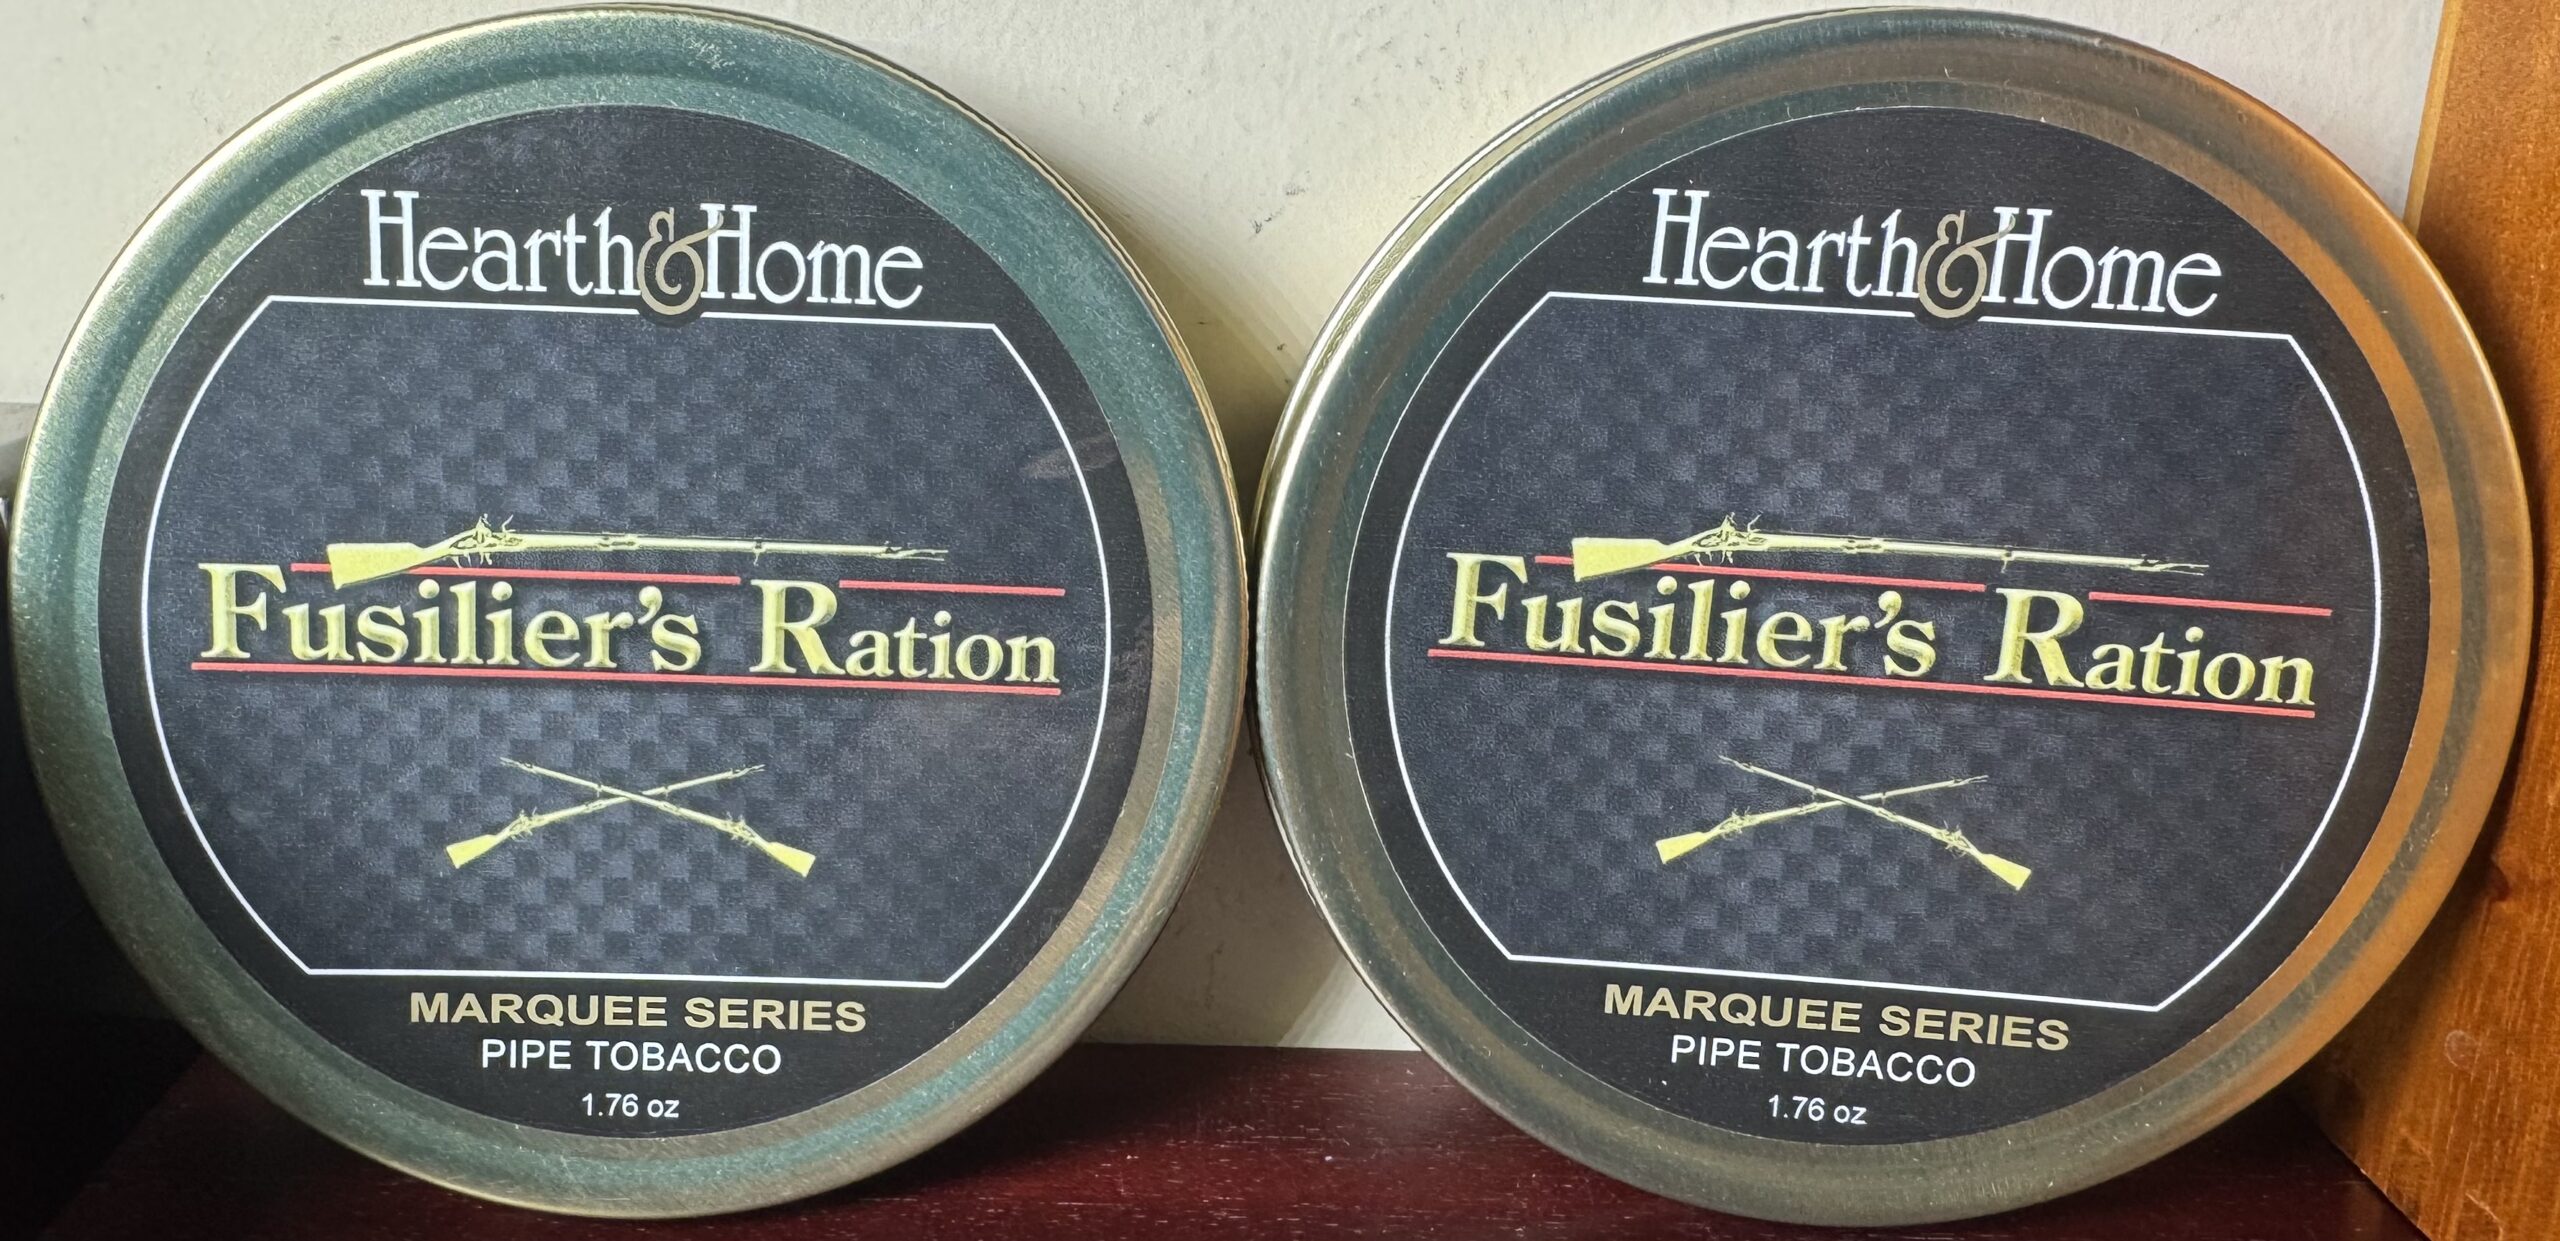 Hearth&Home
Fusilier's Ration
MARQUEE SERIES
PIPE TOBACCO
1.76 oz
Hearth&Home
Fusilier's Ration
MARQUEE SERIES
PIPE TOBACCO
1.76 oz